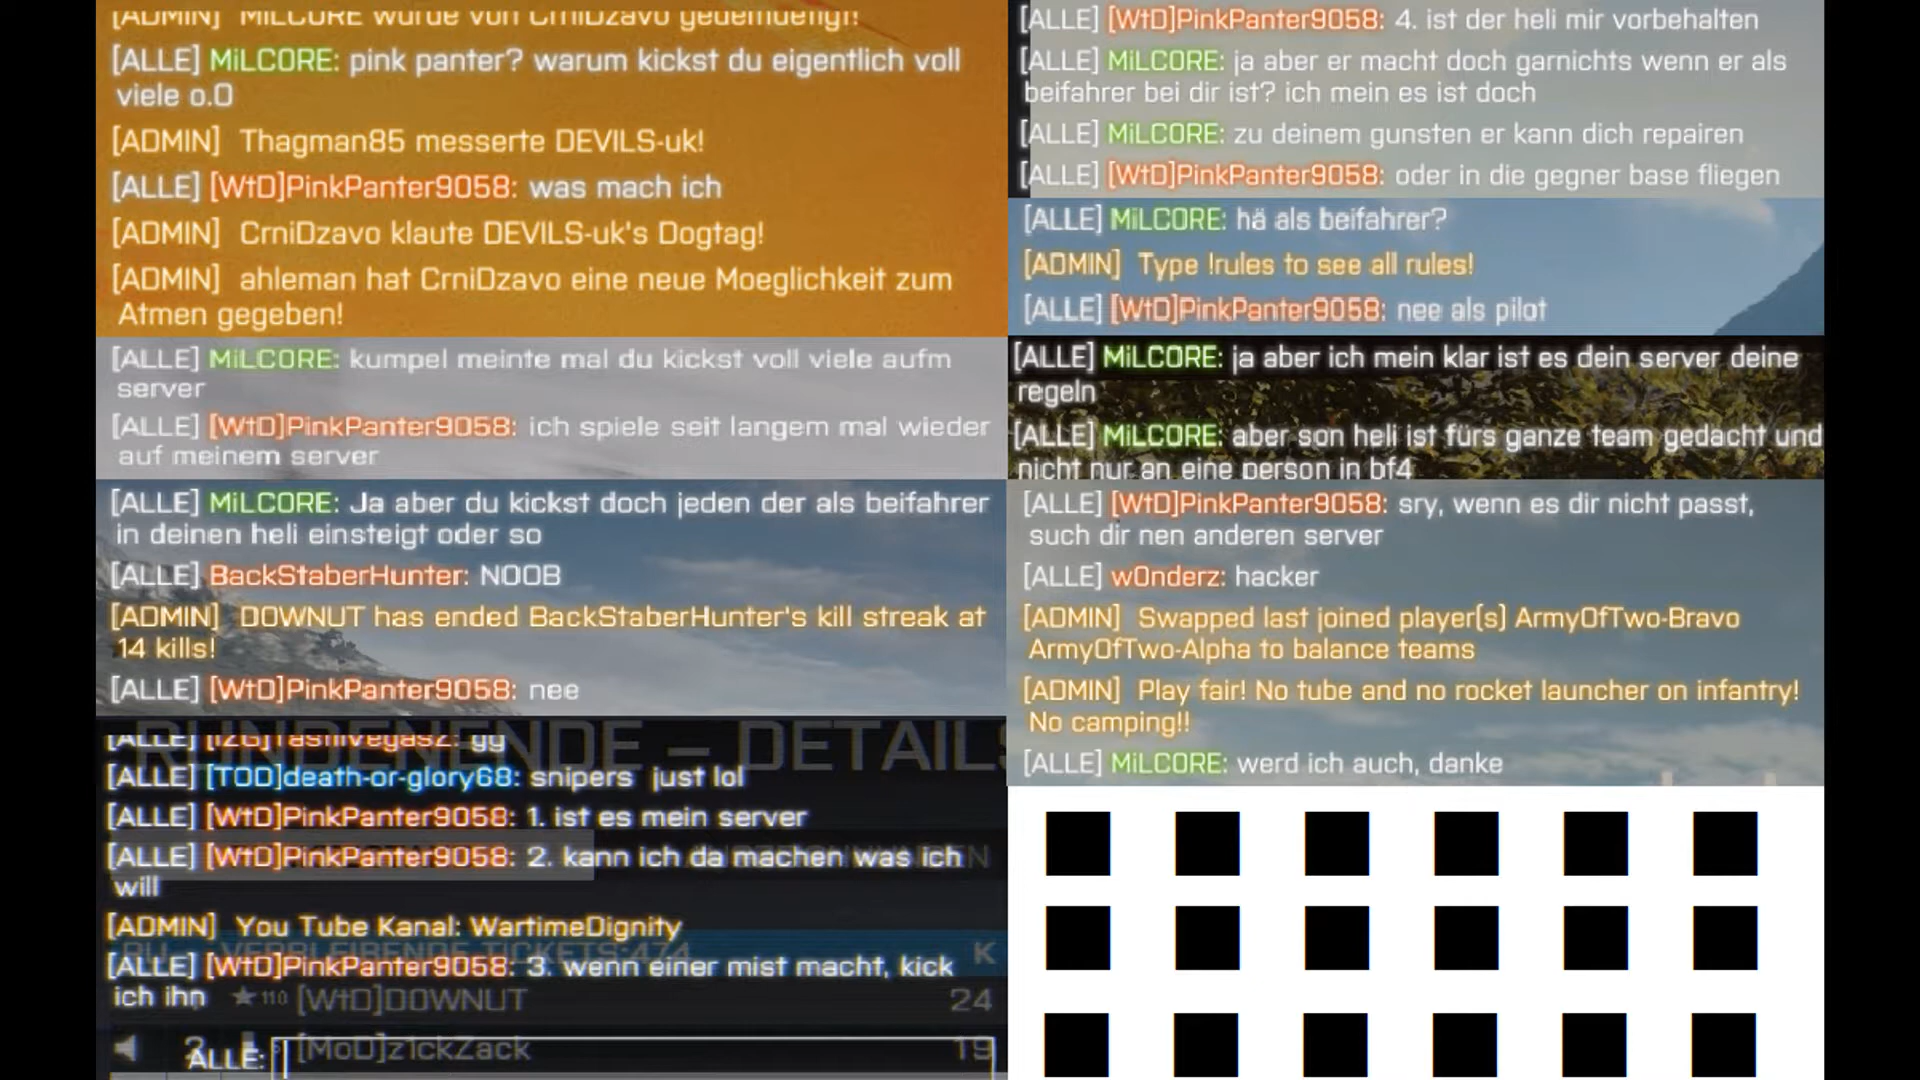 [ADMIN] MiLCORE wurde von CrniDzavo gedemuetigt!
[ALLE] MiLCORE: pink panter? warum kickst du eigentlich voll
viele o.O
[ADMIN] Thagman85 messerte DEVILS-uk!
[ALLE] [WtD]PinkPanter9058: was mach ich
[ADMIN] CrniDzavo klaute DEVILS-uk's Dogtag!
[ADMIN] ahleman hat CrniDzavo eine neue Moeglichkeit zum
Atmen gegeben!
[ALLE] MiLCORE: kumpel meinte mal du kickst voll viele aufm
server
[ALLE] [WtD]PinkPanter9058: ich spiele seit langem mal wieder
auf meinem server
[ALLE] MiLCORE: Ja aber du kickst doch jeden der als beifahrer
in deinen heli einsteigt oder so
[ALLE] BackStaberHunter: NOOB
[ADMIN] DOWNUT has ended BackStaberHunter's kill streak at
14 kills!
[ALLE] [WtD]PinkPanter9058: nee
RUNDENENDE – DETAILS
[ALLE] gg
[ALLE] [TOD]death-or-glory68: snipers just lol
[ALLE] [WtD]PinkPanter9058: 1. ist es mein server
[ALLE] [WtD]PinkPanter9058: 2. kann ich da machen was ich
will
[ADMIN] You Tube Kanal: WartimeDignity
VERBLEIBENDE TICKETS:474 K
[ALLE] [WtD]PinkPanter9058: 3. wenn einer mist macht, kick
ich ihn
110 [WtD]DOWNUT 24
2 [MoD]z1ckZack 19
ALLE:
[ALLE] [WtD]PinkPanter9058: 4. ist der heli mir vorbehalten
[ALLE] MiLCORE: ja aber er macht doch garnichts wenn er als
beifahrer bei dir ist? ich mein es ist doch
[ALLE] MiLCORE: zu deinem gunsten er kann dich repairen
[ALLE] [WtD]PinkPanter9058: oder in die gegner base fliegen
[ALLE] MiLCORE: hä als beifahrer?
[ADMIN] Type !rules to see all rules!
[ALLE] [WtD]PinkPanter9058: nee als pilot
[ALLE] MiLCORE: ja aber ich mein klar ist es dein server deine
regeln
[ALLE] MiLCORE: aber son heli ist fürs ganze team gedacht und
nicht nur an eine person in bf4
[ALLE] [WtD]PinkPanter9058: sry, wenn es dir nicht passt,
such dir nen anderen server
[ALLE] w0nderz: hacker
[ADMIN] Swapped last joined player(s) ArmyOfTwo-Bravo
ArmyOfTwo-Alpha to balance teams
[ADMIN] Play fair! No tube and no rocket launcher on infantry!
No camping!!
[ALLE] MiLCORE: werd ich auch, danke